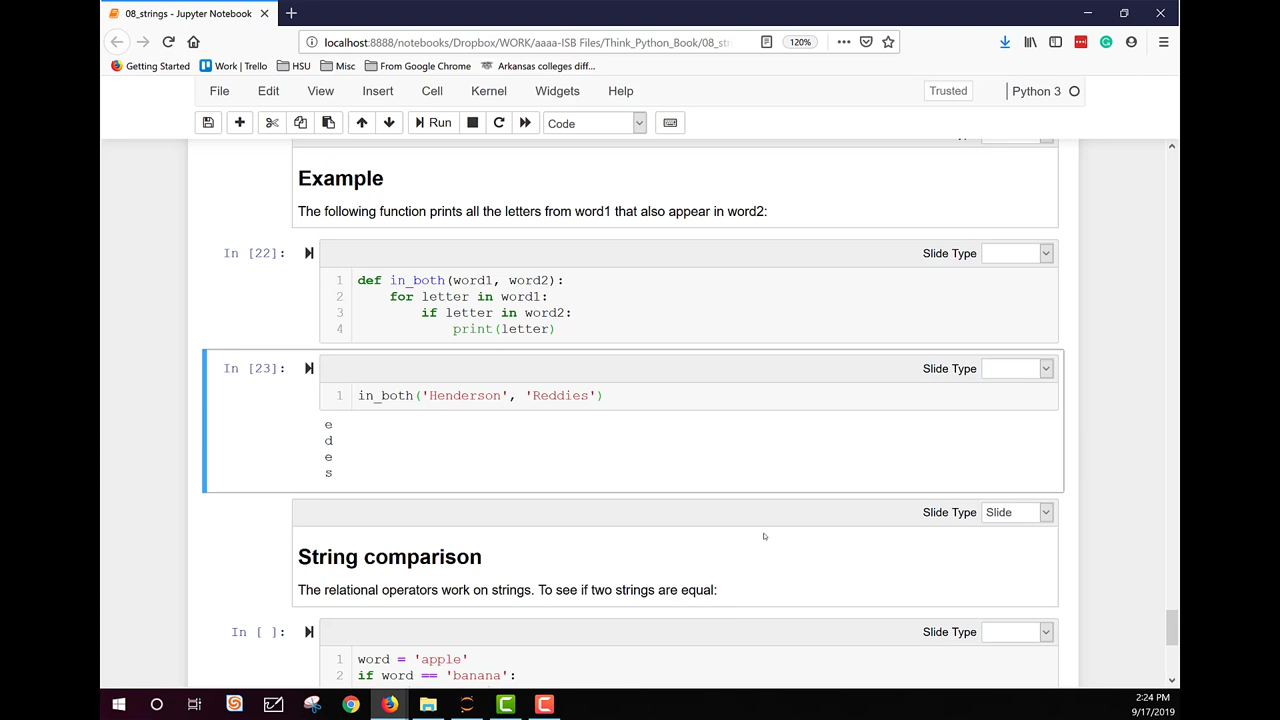 08_strings - Jupyter Notebook
localhost:8888/notebooks/Dropbox/WORK/aaaa-ISB Files/Think_Python_Book/08_str
120%
Getting Started
Work | Trello
HSU
Misc
From Google Chrome
Arkansas colleges diff...
File Edit View Insert Cell Kernel Widgets Help
Trusted
Python 3
Run
Code
Example
The following function prints all the letters from word1 that also appear in word2:
In [22]:
Slide Type
1 def in_both(word1, word2):
2 for letter in word1:
3 if letter in word2:
4 print(letter)
In [23]:
Slide Type
1 in_both('Henderson', 'Reddies')
e
d
e
s
Slide Type Slide
String comparison
The relational operators work on strings. To see if two strings are equal:
In [ ]:
Slide Type
1 word = 'apple'
2 if word == 'banana':
2:24 PM
9/17/2019